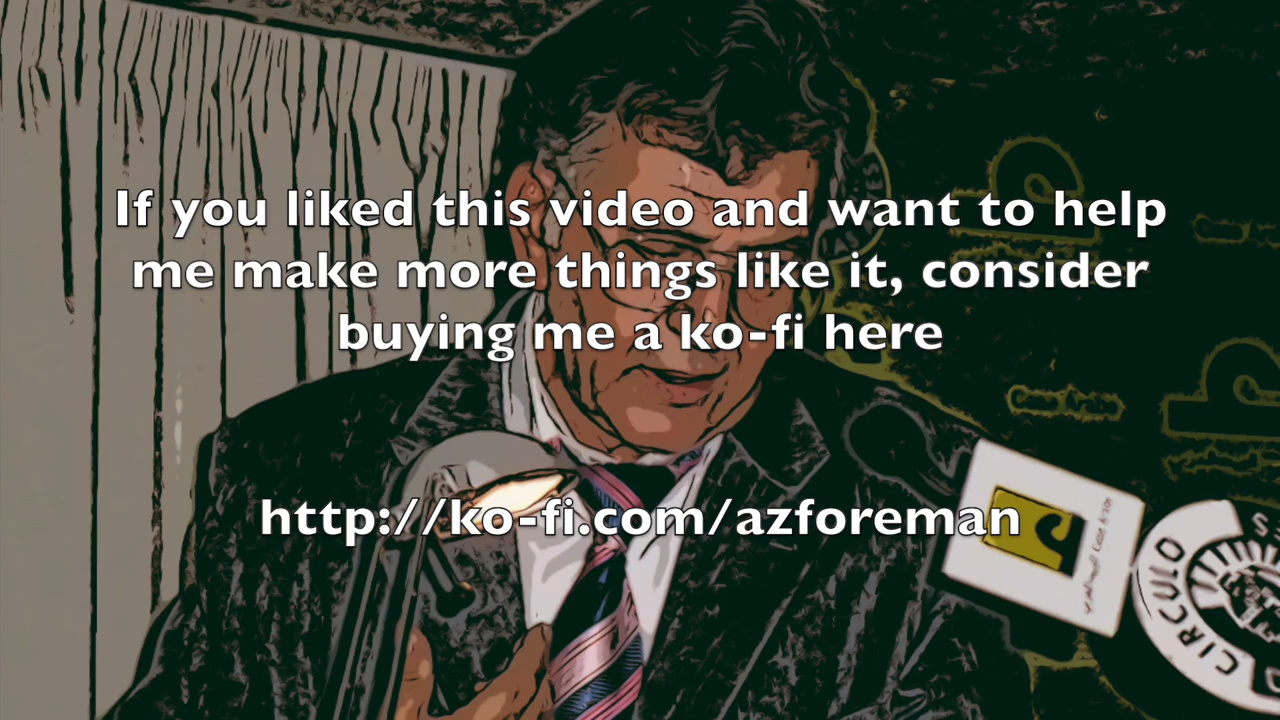 If you liked this video and want to help
me make more things like it, consider
buying me a ko-fi here
http://ko-fi.com/azforeman
CIRCULO